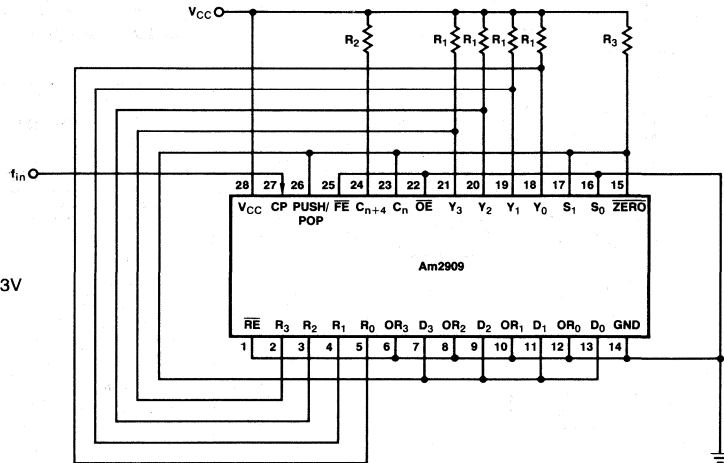 VCC
R2 R1 R1 R1 R1 R3
fin
28 27 26 25 24 23 22 21 20 19 18 17 16 15
VCC CP PUSH/ FE Cn+4 Cn OE Y3 Y2 Y1 Y0 S1 S0 ZERO
POP
3V
Am2909
RE R3 R2 R1 R0 OR3 D3 OR2 D2 OR1 D1 OR0 D0 GND
1 2 3 4 5 6 7 8 9 10 11 12 13 14